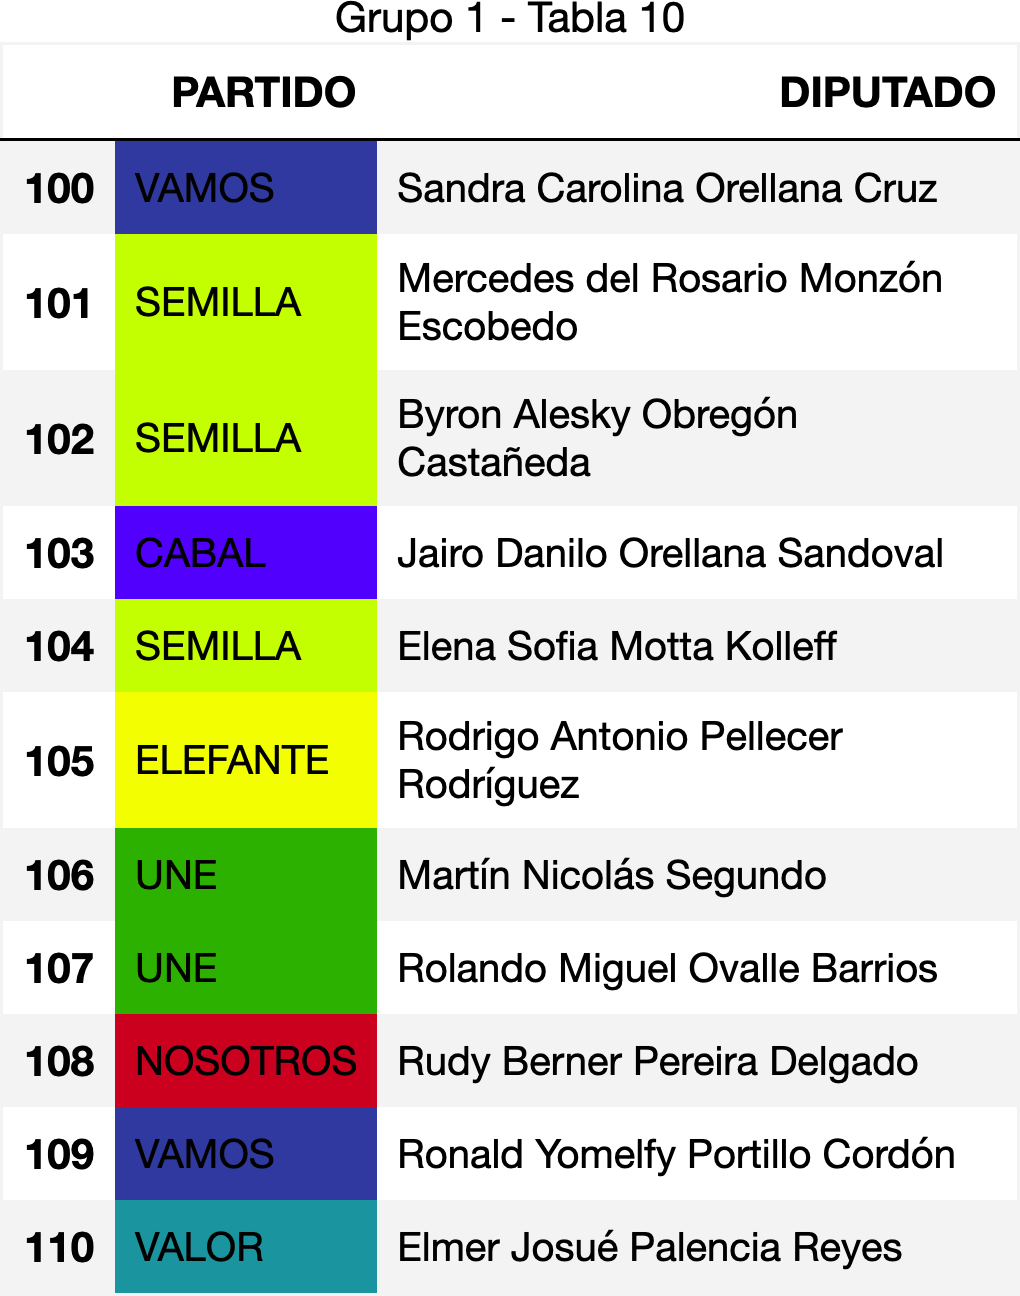 Grupo 1 - Tabla 10
PARTIDO DIPUTADO
100 VAMOS Sandra Carolina Orellana Cruz
101 SEMILLA Mercedes del Rosario Monzón
Escobedo
102 SEMILLA Byron Alesky Obregón
Castañeda
103 CABAL Jairo Danilo Orellana Sandoval
104 SEMILLA Elena Sofia Motta Kolleff
105 ELEFANTE Rodrigo Antonio Pellecer
Rodríguez
106 UNE Martín Nicolás Segundo
107 UNE Rolando Miguel Ovalle Barrios
108 NOSOTROS Rudy Berner Pereira Delgado
109 VAMOS Ronald Yomelfy Portillo Cordón
110 VALOR Elmer Josué Palencia Reyes